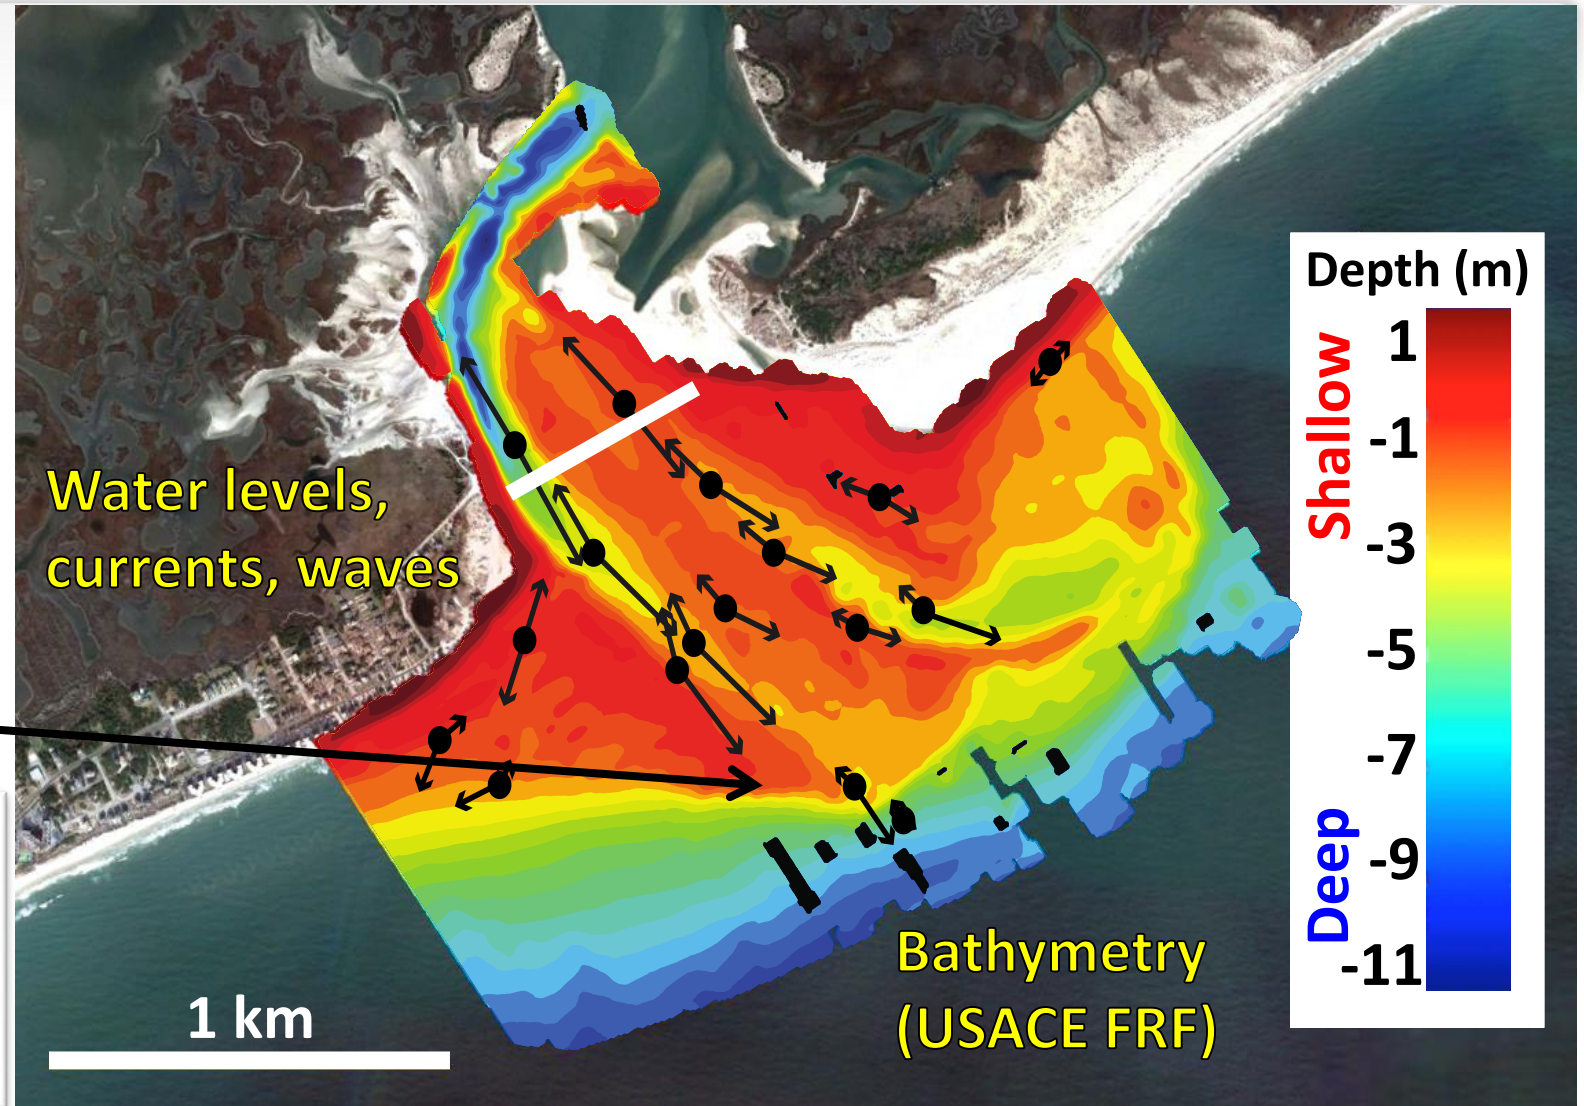 Water levels,
currents, waves
1 km
Bathymetry
(USACE FRF)
Depth (m)
Shallow
Deep
1
-1
-3
-5
-7
-9
-11